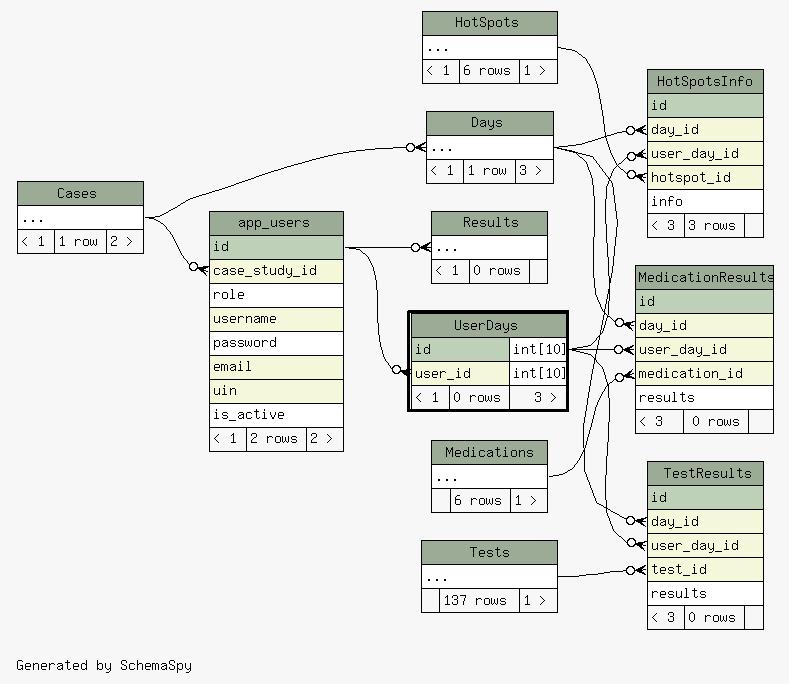 HotSpots
...
< 1 6 rows 1 >
HotSpotsInfo
id
day_id
user_day_id
hotspot_id
info
< 3 3 rows
Days
...
< 1 1 row 3 >
Cases
...
< 1 1 row 2 >
app_users
id
case_study_id
role
username
password
email
uin
is_active
< 1 2 rows 2 >
Results
...
< 1 0 rows
MedicationResults
id
day_id
user_day_id
medication_id
results
< 3 0 rows
UserDays
id int[10]
user_id int[10]
< 1 0 rows 3 >
Medications
...
6 rows 1 >
TestResults
id
day_id
user_day_id
test_id
results
< 3 0 rows
Tests
...
137 rows 1 >
Generated by SchemaSpy